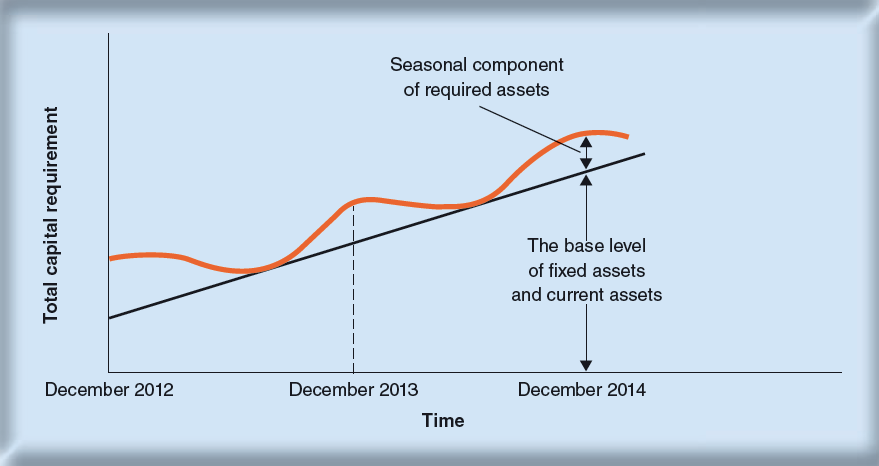 Seasonal component
of required assets
Total capital requirement
The base level
of fixed assets
and current assets
December 2012
December 2013
December 2014
Time